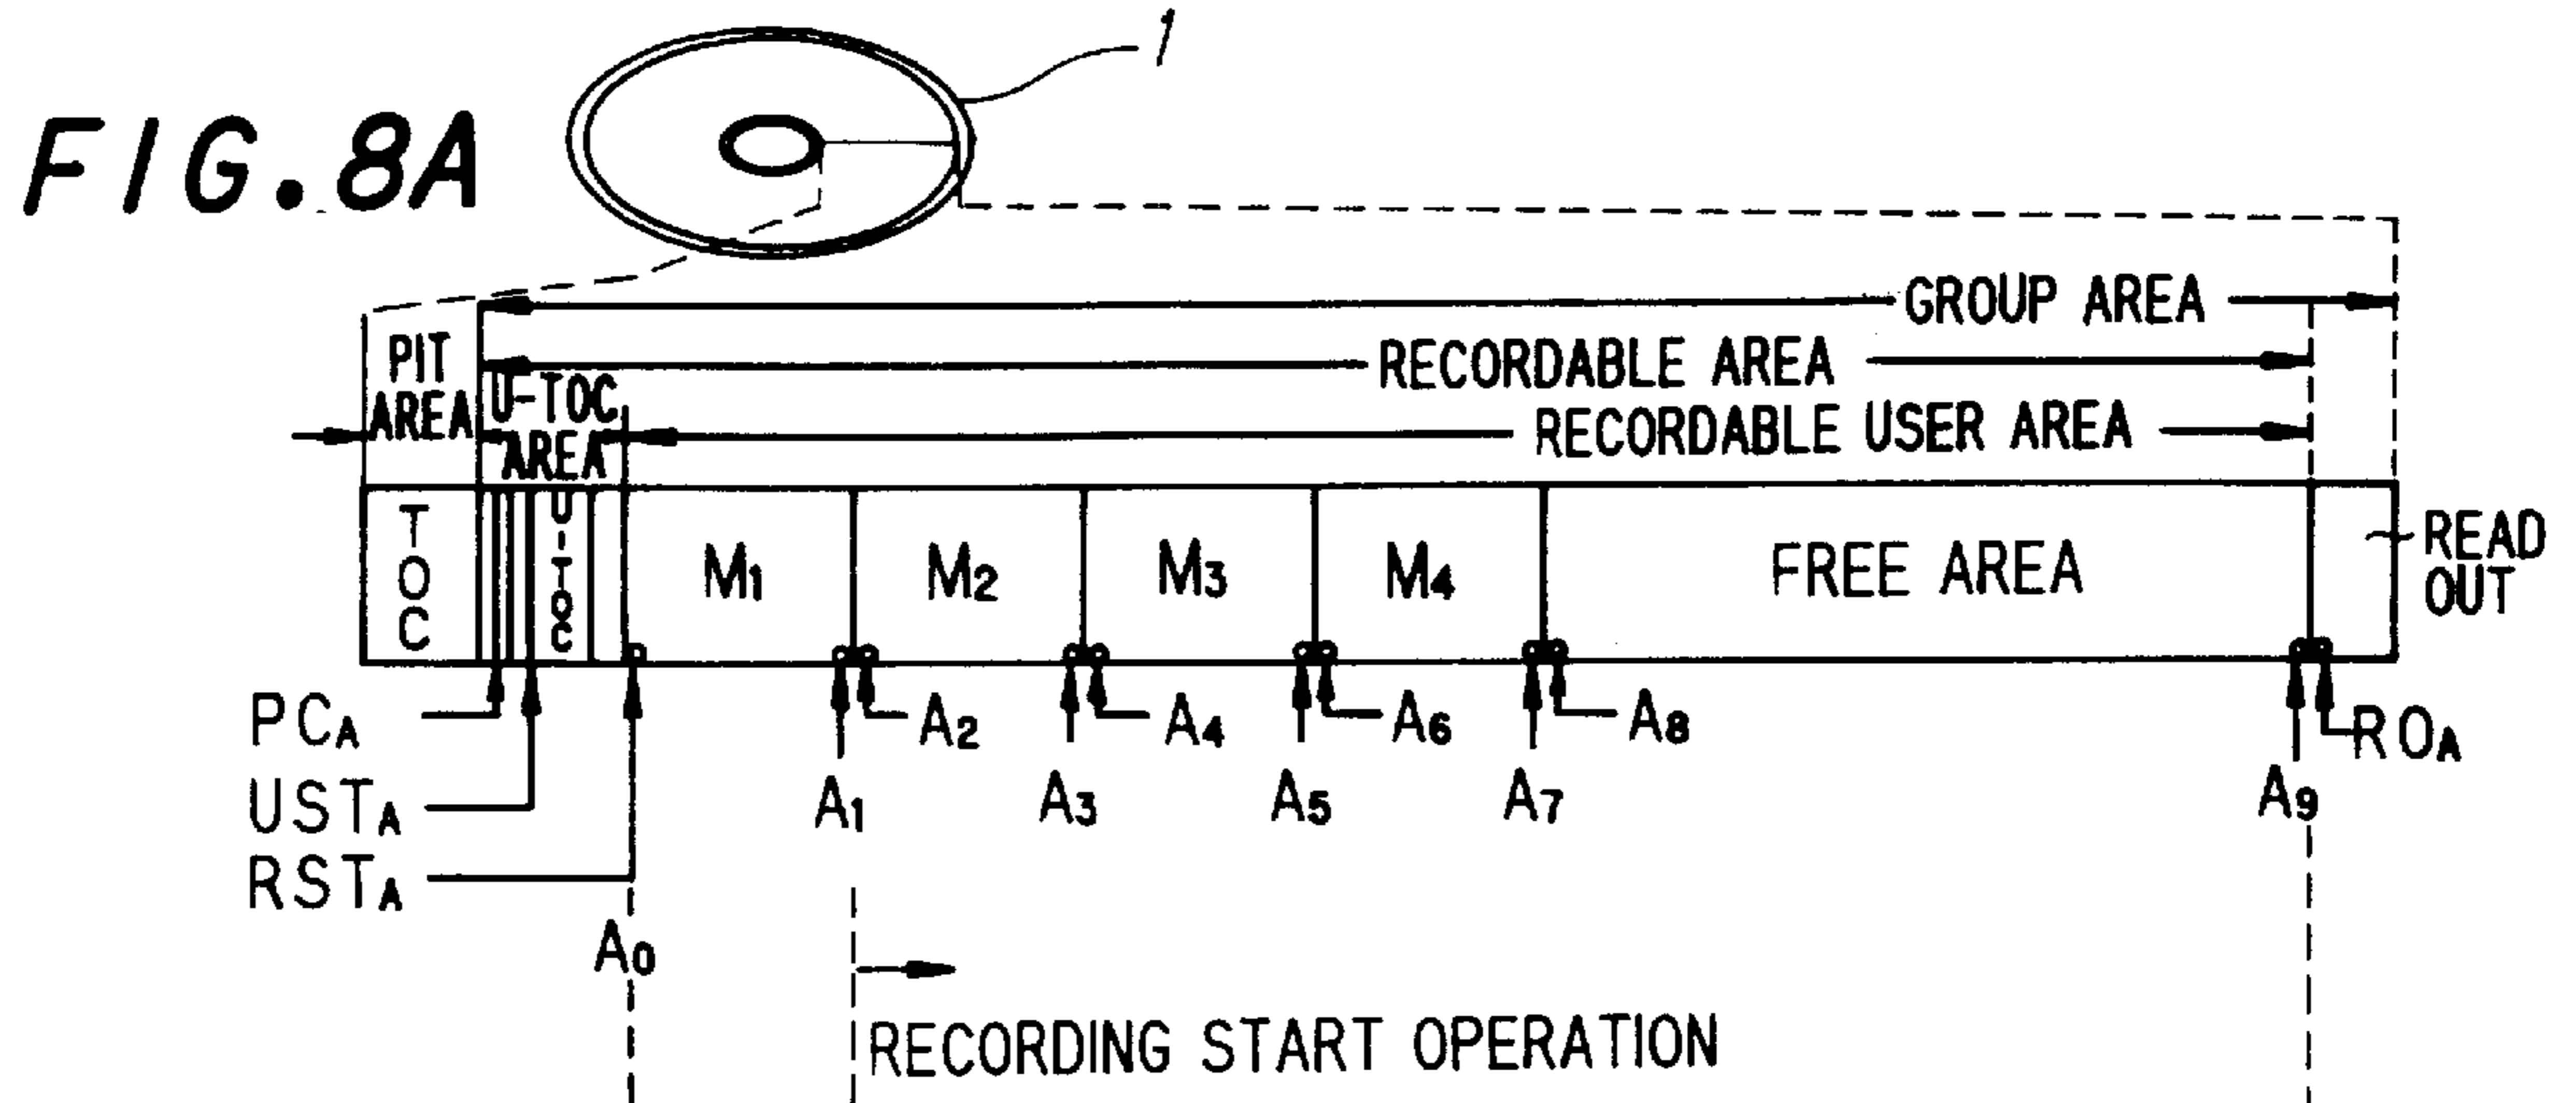 FIG.8A
1
GROUP AREA
PIT AREA
RECORDABLE AREA
U-TOC AREA
RECORDABLE USER AREA
TOC
U-TOC
M1
M2
M3
M4
FREE AREA
READ OUT
PCA
A2
A4
A6
A8
ROA
USTA
A1
A3
A5
A7
A9
RSTA
A0
RECORDING START OPERATION